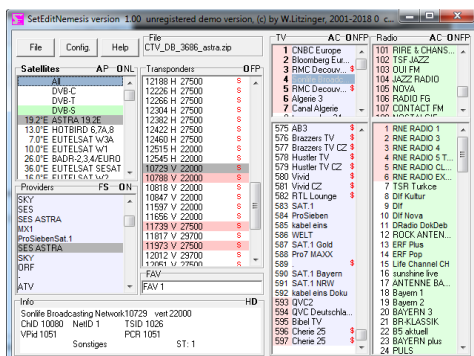 SetEditNemesis version 1.00 unregistered demo version, (c) by W.Litzinger, 2001-2018 0 c...
File
Config.
Help
File
CTV_DB_3686_astra.zip
Satellites AP-ONL
All
DVB-C
DVB-T
DVB-S
19.2°E ASTRA 19.2E
13.0°E HOTBIRD 6,7A,8
7.0°E EUTELSAT W3A
10.0°E EUTELSAT W1
26.0°E BADR-2,3,4/EURO
36.0°E EUTELSAT SESAT
16.0°E EUTELSAT W2
Providers FS ON
SKY
SES
SES ASTRA
MX1
ProSiebenSat.1
SES ASTRA
SKY
ORF
-
ATV
Transponders OFP
12188 H 27500 S
12226 H 27500 S
12266 H 27500 S
12304 H 27500 S
12382 H 27500 S
12422 H 27500 S
12460 H 27500 S
12515 H 22000 S
12545 H 22000 S
10729 V 22000 S
10788 V 22000 S
10818 V 22000 S
10847 V 22000 S
11597 V 22000 S
11656 V 22000 S
11739 V 27500 S
11817 V 29700 S
11973 V 27500 S
12012 V 29700 S
12051 V 27500 S
FAV
FAV 1
TV AC-ONFP
1 CNBC Europe
2 Bloomberg Eur...
3 RMC Decouv... $
4
5 RMC Decouv... $
6 Algerie 3
7 Canal Algerie
575 AB3 $
576 Brazzers TV $
577 Brazzers TV CZ $
578 Hustler TV $
579 Hustler TV CZ $
580 Vivid $
581 Vivid CZ $
582 RTL Lounge $
583 SAT.1
584 ProSieben
585 kabel eins
586 WELT
587 SAT.1 Gold
588 Pro7 MAXX
589 $
590 SAT.1 Bayern
591 SAT.1 NRW
592 kabel eins Doku
593 QVC2
594 QVC Deutschla...
595 Bibel TV
596 Cherie 25 $
597 Cherie 25 $
Radio AC-ONFP
101 RIRE & CHANS...
102 TSF JAZZ
103 OUI FM
104 JAZZ RADIO
105 NOVA
106 RADIO FG
107 CONTACT FM
108 NOSTALGIE
1 RNE RADIO 1
2 RNE RADIO 3
3 RNE RADIO 4
4 RNE RADIO 5 T...
5 RNE RADIO CL...
6 RNE RADIO EX...
7 TSR Turkce
8 Dlf Kultur
9 Dlf
10 Dlf Nova
11 DRadio DokDeb
12 ROCK ANTEN...
13 ERF Plus
14 ERF Pop
15 Life Channel CH
16 sunshine live
17 ANTENNE BA...
18 Bayern 1
19 Bayern 2
20 BAYERN 3
21 BR-KLASSIK
22 B5 aktuell
23 BAYERN plus
24 PULS
Info HD
Sonlife Broadcasting Network10729 vert 22000
ChID 10080 NetID 1 TSID 1026
VPid 1051 PCR 1051
Sonstiges ST: 1